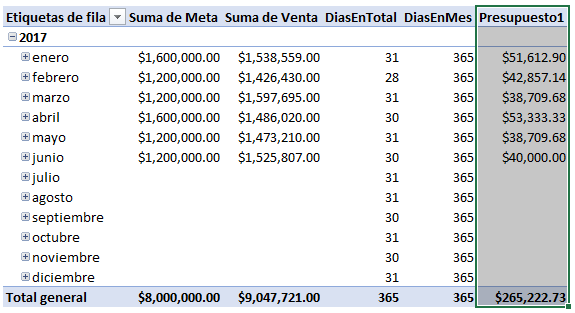 Etiquetas de fila Suma de Meta Suma de Venta DiasEnTotal DiasEnMes Presupuesto1
2017
enero $1,600,000.00 $1,538,559.00 31 365 $51,612.90
febrero $1,200,000.00 $1,426,430.00 28 365 $42,857.14
marzo $1,200,000.00 $1,597,695.00 31 365 $38,709.68
abril $1,600,000.00 $1,486,020.00 30 365 $53,333.33
mayo $1,200,000.00 $1,473,210.00 31 365 $38,709.68
junio $1,200,000.00 $1,525,807.00 30 365 $40,000.00
julio 31 365
agosto 31 365
septiembre 30 365
octubre 31 365
noviembre 30 365
diciembre 31 365
Total general $8,000,000.00 $9,047,721.00 365 365 $265,222.73